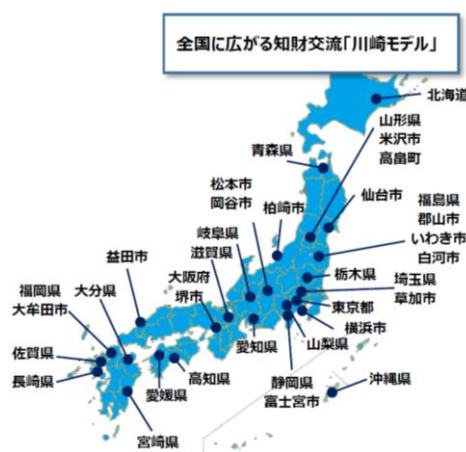 全国に広がる知財交流「川崎モデル」
北海道
山形県
米沢市
高畠町
青森県
松本市
岡谷市
柏崎市
仙台市
福島県
郡山市
いわき市
白河市
岐阜県
滋賀県
益田市
大阪府
堺市
栃木県
埼玉県
草加市
福岡県
大牟田市
大分県
東京都
横浜市
愛知県
山梨県
佐賀県
長崎県
愛媛県
高知県
静岡県
富士宮市
沖縄県
宮崎県